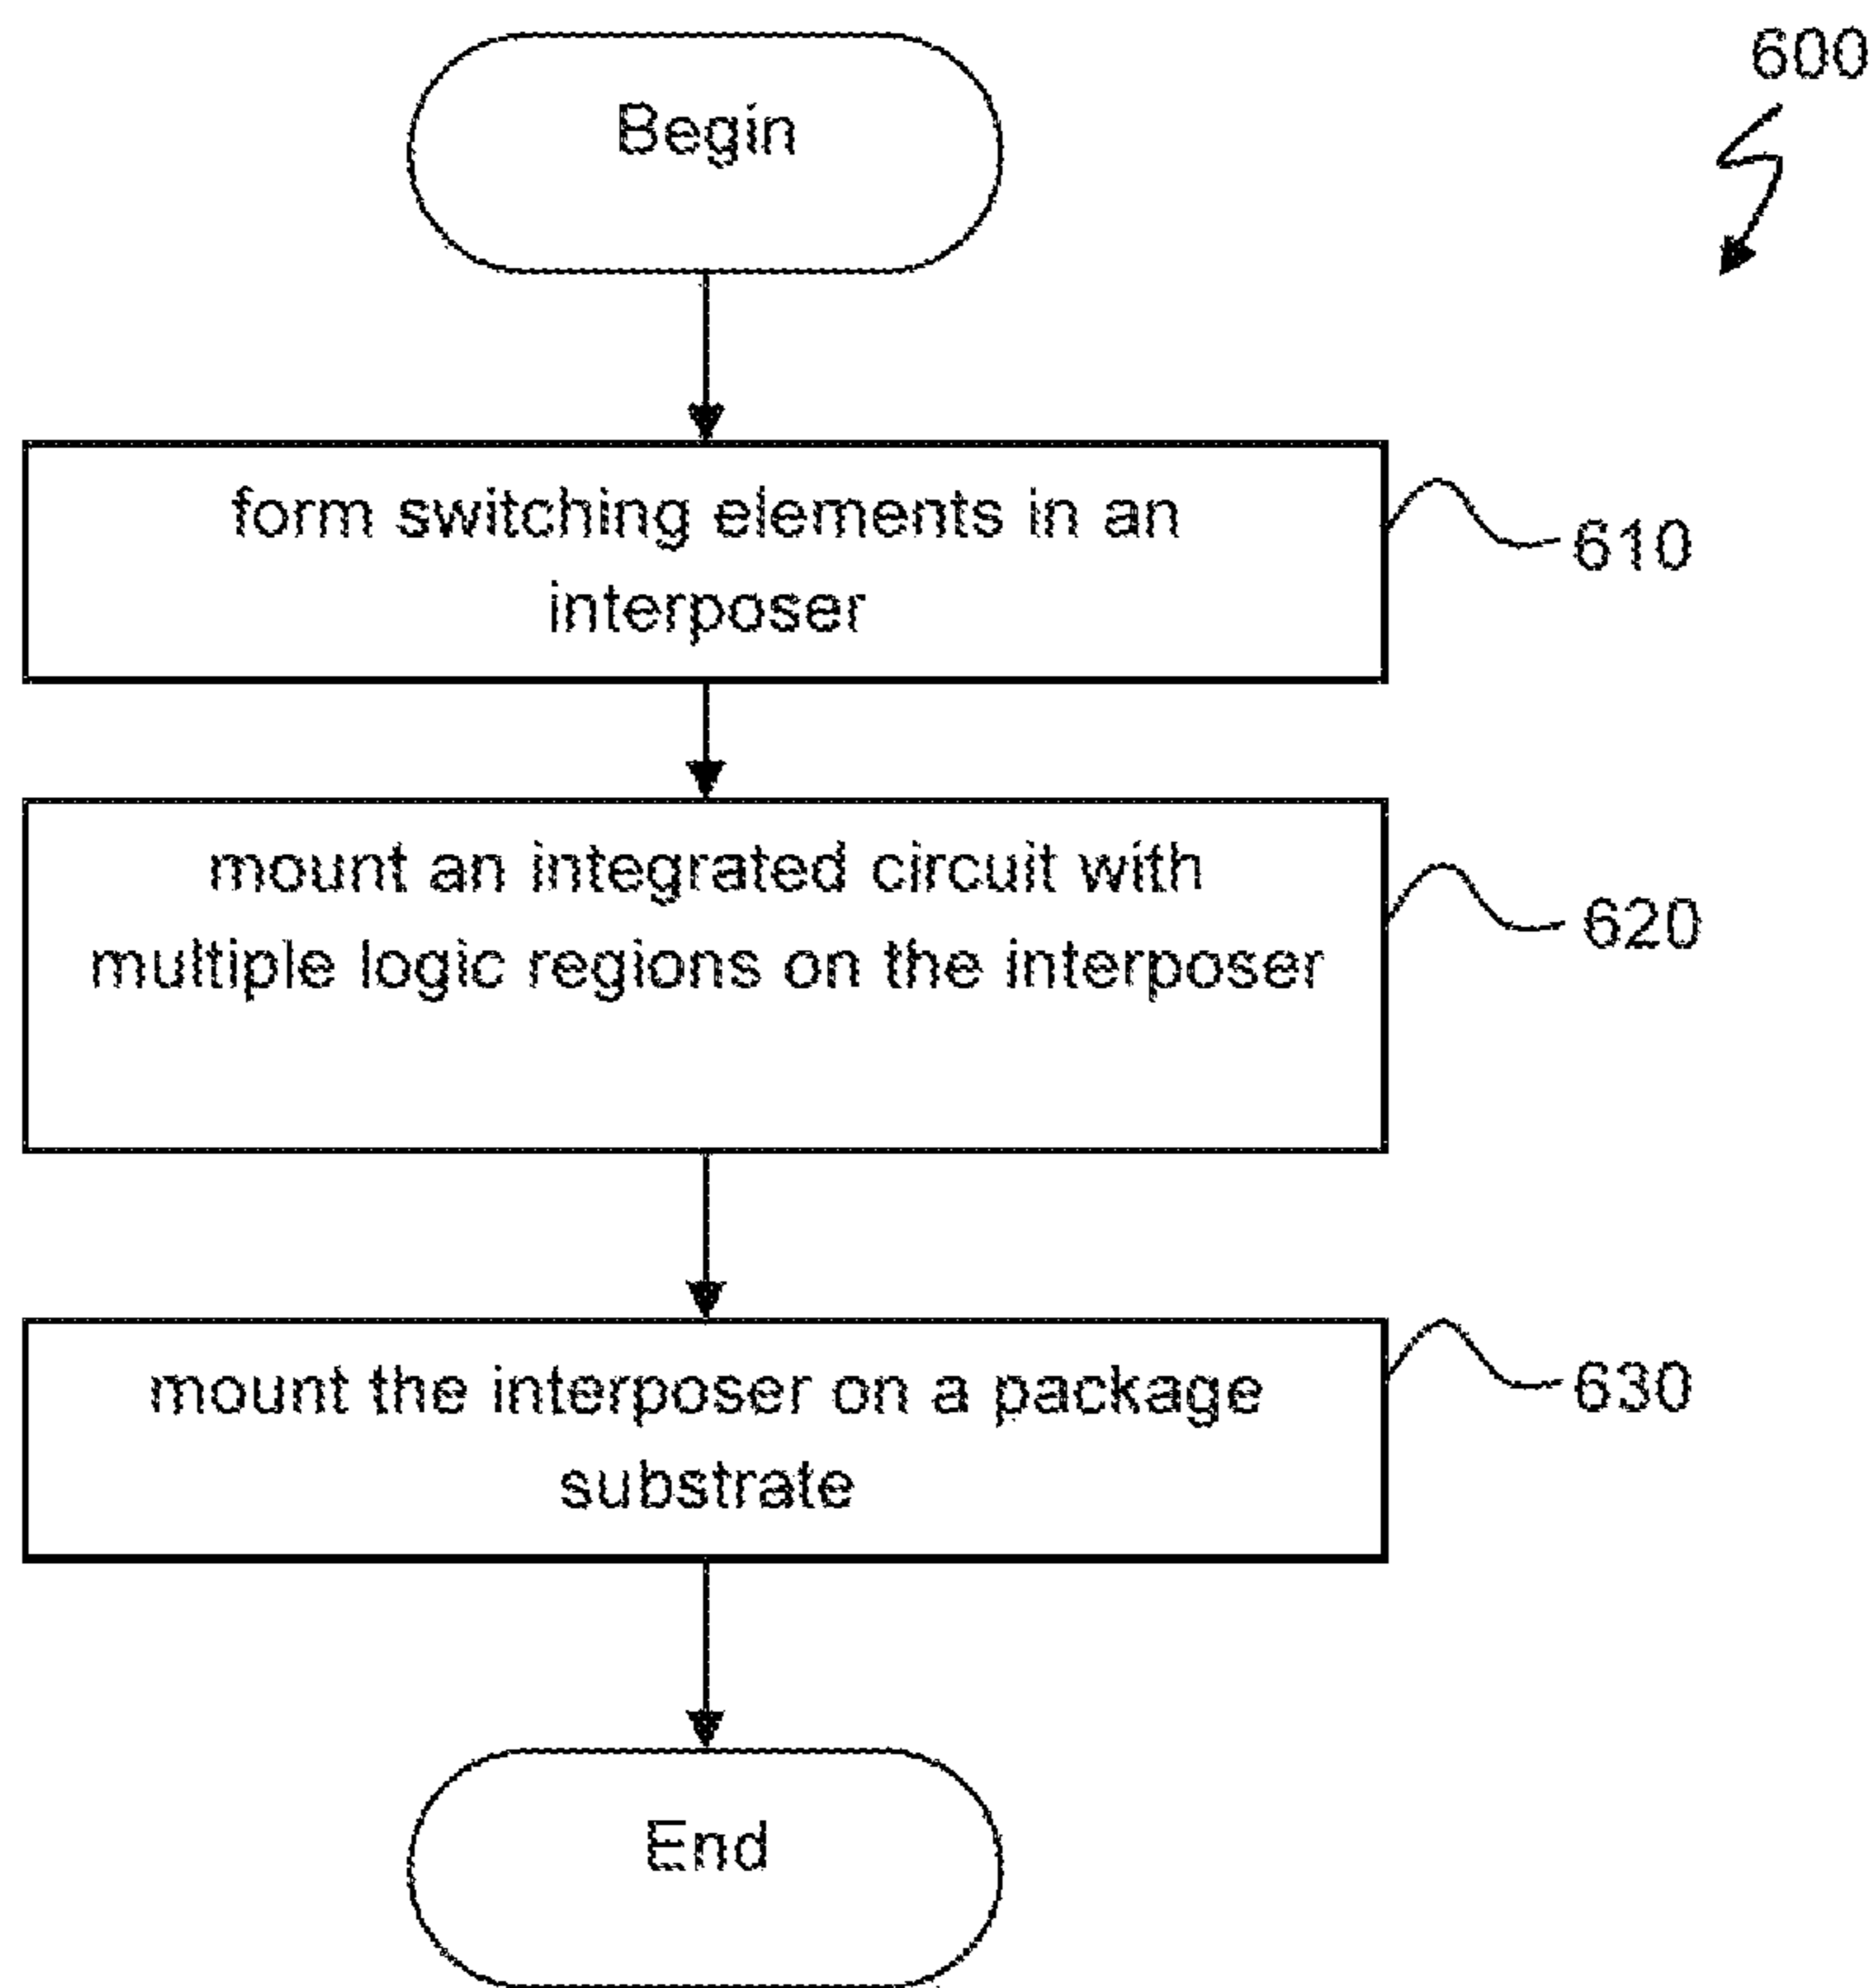 600
Begin
form switching elements in an
interposer
610
mount an integrated circuit with
multiple logic regions on the interposer
620
mount the interposer on a package
substrate
630
End